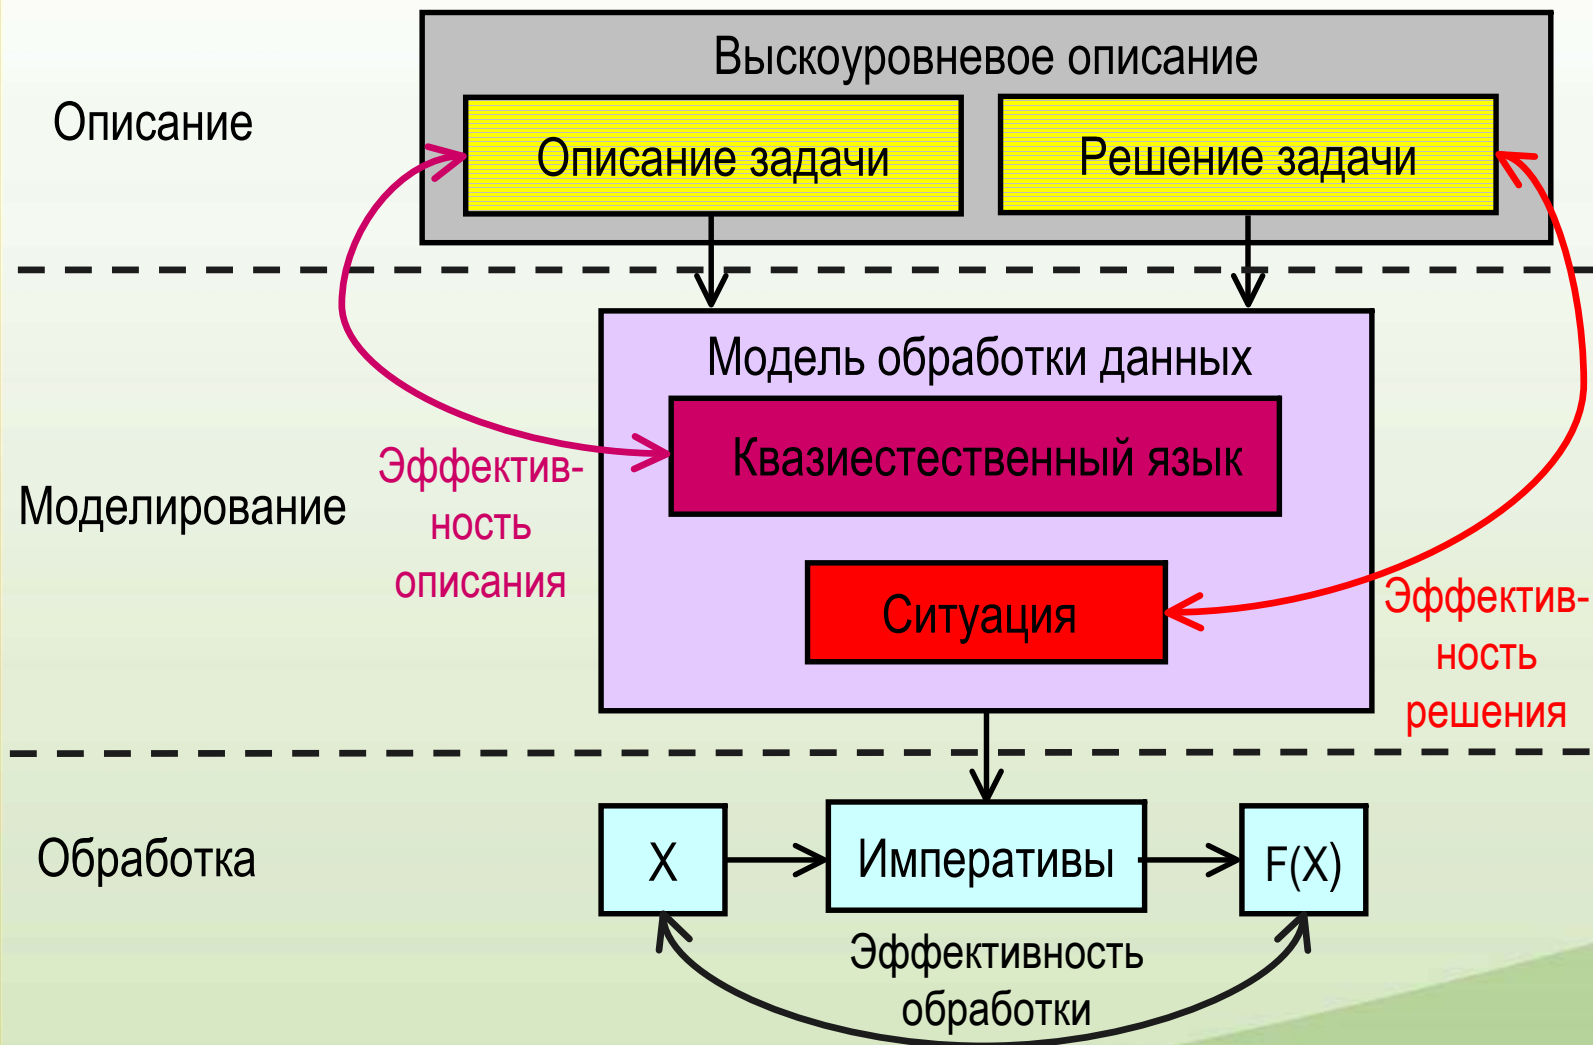 Выскоуровневое описание
Описание
Описание задачи
Решение задачи
Модель обработки данных
Квазиестественный язык
Эффектив-
ность
описания
Моделирование
Ситуация
Эффектив-
ность
решения
Обработка
X
Императивы
F(X)
Эффективность
обработки